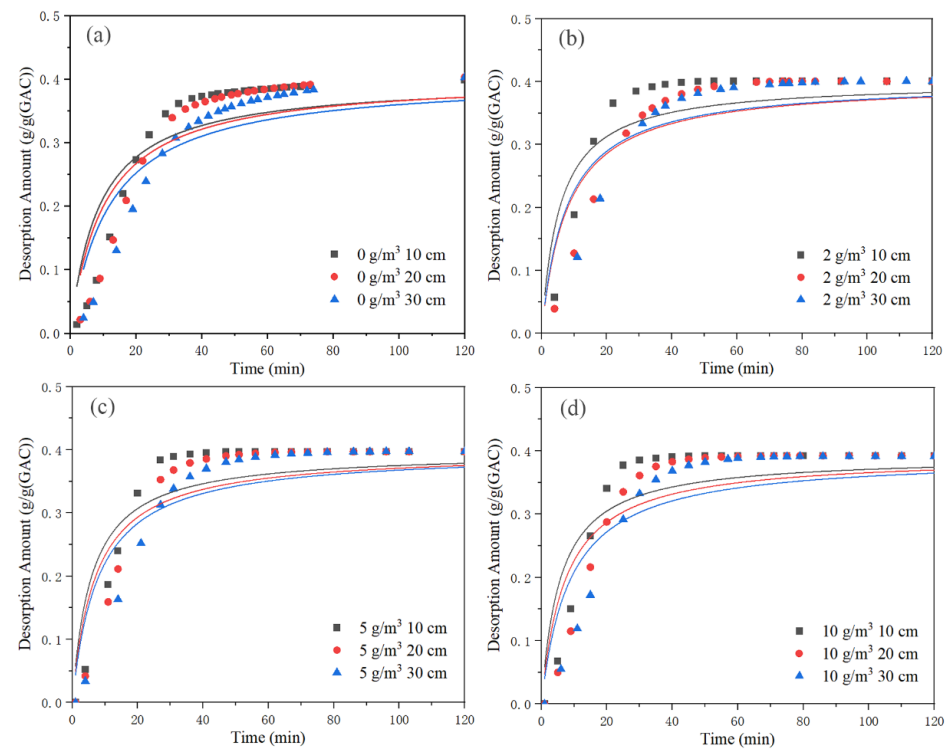 (a)
Desorption Amount (g/g(GAC))
0.5
0.4
0.3
0.2
0.1
0.0
0 g/m³ 10 cm
0 g/m³ 20 cm
0 g/m³ 30 cm
0 20 40 60 80 100 120
Time (min)
(b)
Desorption Amount (g/g(GAC))
0.5
0.4
0.3
0.2
0.1
0.0
2 g/m³ 10 cm
2 g/m³ 20 cm
2 g/m³ 30 cm
0 20 40 60 80 100 120
Time (min)
(c)
Desorption Amount (g/g(GAC))
0.5
0.4
0.3
0.2
0.1
0.0
5 g/m³ 10 cm
5 g/m³ 20 cm
5 g/m³ 30 cm
0 20 40 60 80 100 120
Time (min)
(d)
Desorption Amount (g/g(GAC))
0.5
0.4
0.3
0.2
0.1
0.0
10 g/m³ 10 cm
10 g/m³ 20 cm
10 g/m³ 30 cm
0 20 40 60 80 100 120
Time (min)